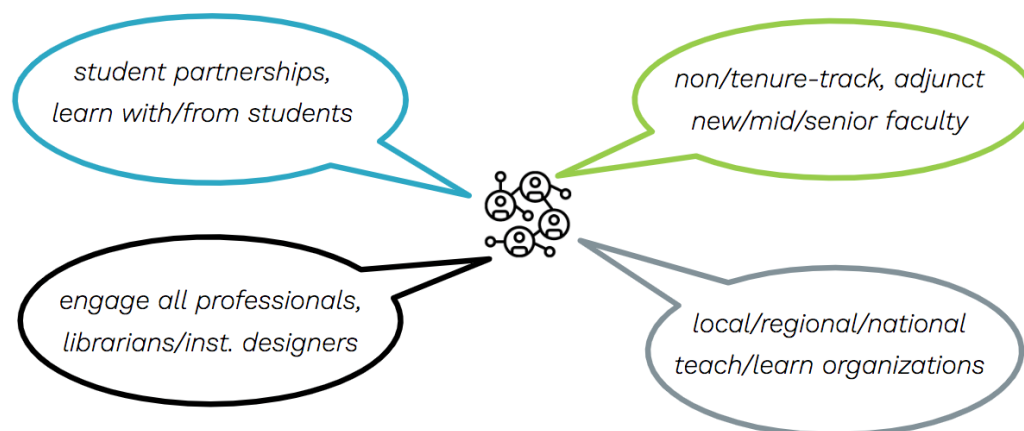 student partnerships,
learn with/from students
non/tenure-track, adjunct
new/mid/senior faculty
engage all professionals,
librarians/inst. designers
local/regional/national
teach/learn organizations